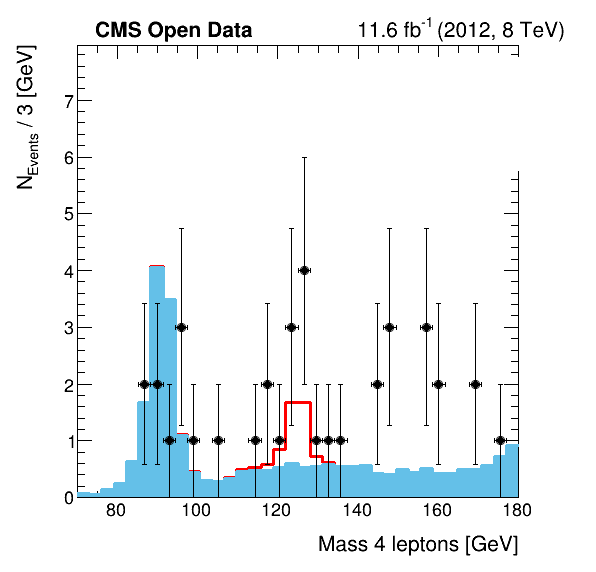 CMS Open Data 11.6 fb⁻¹ (2012, 8 TeV)
N_Events / 3 [GeV]
7
6
5
4
3
2
1
0
80 100 120 140 160 180
Mass 4 leptons [GeV]